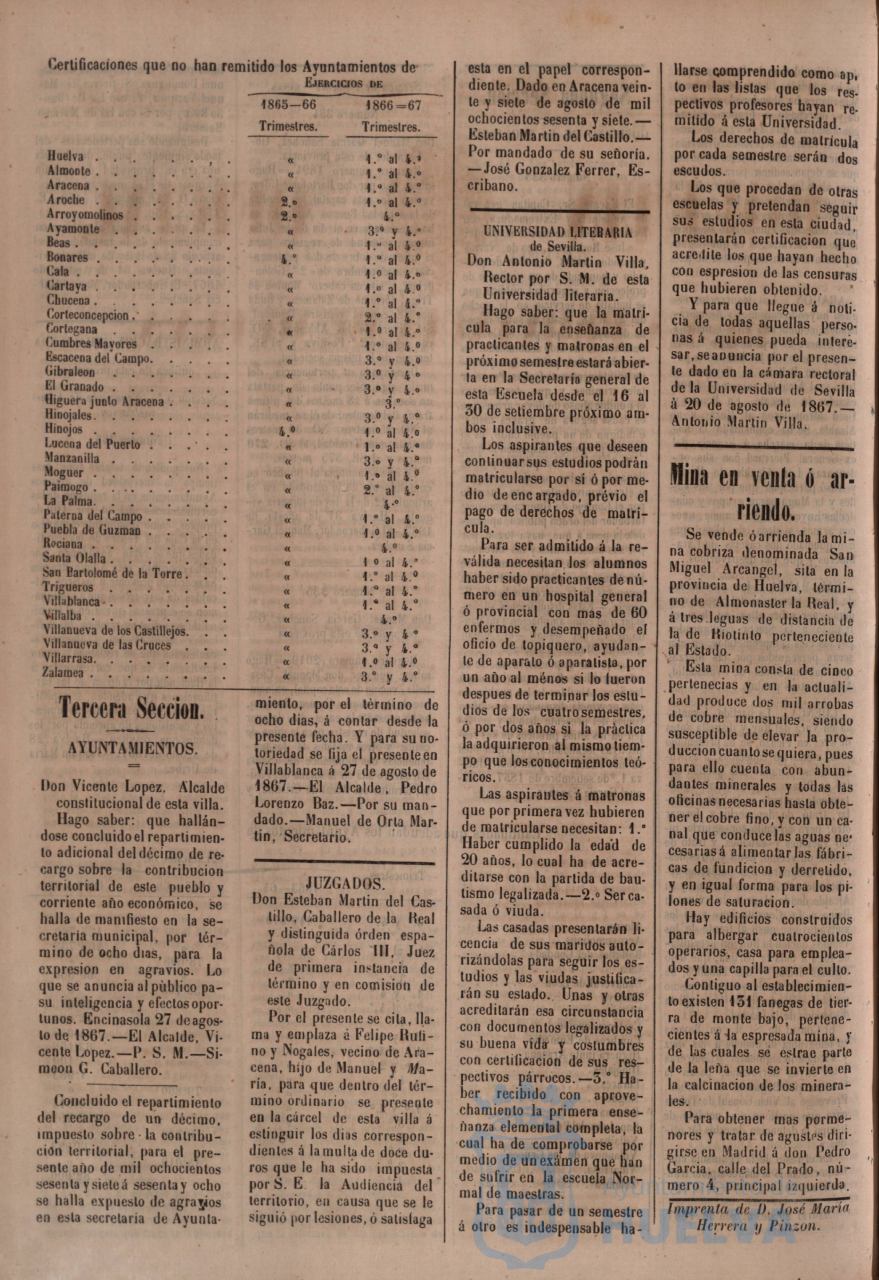 Certificaciones que no han remitido los Ayuntamientos de
EJERCICIOS DE
1865—66 1866=67
Trimestres. Trimestres.
Huelva . . . . . . . . « 1.º al 4.º
Almonte . . . . . . . « 1.º al 4.º
Aracena . . . . . . . « 1.º al 4.º
Aroche . . . . . . . 2.º 1.º al 4.º
Arroyomolinos . . . . . . 2.º 4.º
Ayamonte . . . . . . « 3.º y 4.º
Beas . . . . . . . . « 1.º al 4.º
Bonares . . . . . . . 4.º 1.º al 4.º
Cala . . . . . . . . « 1.º al 4.º
Cartaya . . . . . . . « 1.º al 4.º
Chucena . . . . . . . « 1.º al 4.º
Corteconcepcion . . . . . « 2.º al 4.º
Cortegana . . . . . . « 1.º al 4.º
Cumbres Mayores . . . . . « 1.º al 4.º
Escacena del Campo. . . . . « 3.º y 4.º
Gibraleon . . . . . . « 3.º y 4.º
El Granado . . . . . . « 3.º y 4.º
Higuera junto Aracena . . . . « 3.º
Hinojales. . . . . . . « 3.º y 4.º
Hinojos . . . . . . . 4.º 1.º al 4.º
Lucena del Puerto . . . . « 1.º al 4.º
Manzanilla . . . . . . « 3.º y 4.º
Moguer . . . . . . . « 1.º al 4.º
Paimogo . . . . . . . « 2.º al 4.º
La Palma. . . . . . . « 4.º
Paterna del Campo . . . . . « 1.º al 4.º
Puebla de Guzman . . . . . « 1.º al 4.º
Rociana . . . . . . . « 4.º
Santa Olalla . . . . . . « 1º al 4.º
San Bartolomé de la Torre. . . « 1.º al 4.º
Trigueros . . . . . . « 1.º al 4.º
Villablanca . . . . . . « 1.º al 4.º
Villalba . . . . . . . « 4.º
Villanueva de los Castillejos. . . « 3.º y 4º
Villanueva de las Cruces . . . « 3.º y 4.º
Villarrasa. . . . . . . « 1.º al 4.º
Zalamea . . . . . . . « 3.º y 4.º
Tercera Seccion.
AYUNTAMIENTOS.
Don Vicente Lopez, Alcalde
constitucional de esta villa.
Hago saber: que hallán-
dose concluido el repartimien-
to adicional del décimo de re-
cargo sobre la contribucion
territorial de este pueblo y
corriente año económico, se
halla de manifiesto en la se-
cretaria municipal, por tér-
mino de ocho dias, para la
expresion en agravios. Lo
que se anuncia al público pa-
su inteligencia y efectos opor-
tunos. Encinasola 27 de agos-
to de 1867.—El Alcalde, Vi-
cente Lopez.—P. S. M.—Si-
meon G. Caballero.
Concluido el repartimiento
del recargo de un décimo,
impuesto sobre la contribu-
cion territorial, para el pre-
sente año de mil ochocientos
sesenta y siete á sesenta y ocho
se halla expuesto de agravios
en esta secretaria de Ayunta-
miento, por el término de
ocho dias, á contar desde la
presente fecha. Y para su no-
toriedad se fija el presente en
Villablanca á 27 de agosto de
1867.—El Alcalde, Pedro
Lorenzo Baz.—Por su man-
dado.—Manuel de Orta Mar-
tin, Secretario.
JUZGADOS.
Don Esteban Martin del Cas-
tillo, Caballero de la Real
y distinguida órden espa-
ñola de Cárlos III, Juez
de primera instancia de
término y en comision de
este Juzgado.
Por el presente se cita, lla-
ma y emplaza á Felipe Rufi-
no y Nogales, vecino de Ara-
cena, hijo de Manuel y Ma-
ría, para que dentro del tér-
mino ordinario se presente
en la cárcel de esta villa á
estinguir los dias correspon-
dientes á la multa de doce du-
ros que le ha sido impuesta
por S. E. la Audiencia del
territorio, en causa que se le
siguió por lesiones, ó satisfaga
esta en el papel correspon-
diente. Dado en Aracena vein-
te y siete de agosto de mil
ochocientos sesenta y siete.—
Esteban Martin del Castillo.—
Por mandado de su señoria.
—José Gonzalez Ferrer, Es-
cribano.
UNIVERSIDAD LITERARIA
de Sevilla.
Don Antonio Martin Villa,
Rector por S. M. de esta
Universidad literaria.
Hago saber: que la matrí-
cula para la enseñanza de
practicantes y matronas en el
próximo semestre estará abier-
ta en la Secretaría general de
esta Escuela desde el 16 al
30 de setiembre próximo am-
bos inclusive.
Los aspirantes que deseen
continuar sus estudios podrán
matricularse por sí ó por me-
dio de encargado, prévio el
pago de derechos de matrí-
cula.
Para ser admitido á la re-
válida necesitan los alumnos
haber sido practicantes de nú-
mero en un hospital general
ó provincial con mas de 60
enfermos y desempeñado el
oficio de topiquero, ayudan-
te de aparato ó aparatista, por
un año al ménos si lo fueron
despues de terminar los estu-
dios de los cuatro semestres,
ó por dos años si la práctica
la adquirieron al mismo tiem-
po que los conocimientos teó-
ricos.
Las aspirantes á matronas
que por primera vez hubieren
de matricularse necesitan: 1.º
Haber cumplido la edad de
20 años, lo cual ha de acre-
ditarse con la partida de bau-
tismo legalizada.—2.º Ser ca-
sada ó viuda.
Las casadas presentarán li-
cencia de sus maridos auto-
rizándolas para seguir los es-
tudios y las viudas justifica-
rán su estado. Unas y otras
acreditarán esa circunstancia
con documentos legalizados y
su buena vida y costumbres
con certificacion de sus res-
pectivos párrocos.—3.º Ha-
ber recibido con aprove-
chamiento la primera ense-
ñanza elemental completa, la
cual ha de comprobarse por
medio de un exámen que han
de sufrir en la escuela Nor-
mal de maestras.
Para pasar de un semestre
á otro es indespensable ha-
llarse comprendido como ap-
to en las listas que los res-
pectivos profesores hayan re-
mitido á esta Universidad.
Los derechos de matrícula
por cada semestre serán dos
escudos.
Los que procedan de otras
escuelas y pretendan seguir
sus estudios en esta ciudad,
presentarán certificacion que
acredite los que hayan hecho
con espresion de las censuras
que hubieren obtenido.
Y para que llegue á noti-
cia de todas aquellas perso-
nas á quienes pueda intere-
sar, se anuncia por el presen-
te dado en la cámara rectoral
de la Universidad de Sevilla
á 20 de agosto de 1867.—
Antonio Martin Villa.
Mina en venta ó ar-
riendo.
Se vende ó arrienda la mi-
na cobriza denominada San
Miguel Arcangel, sita en la
provincia de Huelva, térmi-
no de Almonaster la Real, y
á tres leguas de distancia de
la de Riotinto perteneciente
al Estado.
Esta mina consta de cinco
pertenecias y en la actuali-
dad produce dos mil arrobas
de cobre mensuales, siendo
susceptible de elevar la pro-
duccion cuanto se quiera, pues
para ello cuenta con abun-
dantes minerales y todas las
oficinas necesarias hasta obte-
ner el cobre fino, y con un ca-
nal que conduce las aguas ne-
cesarias á alimentar las fábri-
cas de fundicion y derretido,
y en igual forma para los pi-
lones de saturacion.
Hay edificios construidos
para albergar cuatrocientos
operarios, casa para emplea-
dos y una capilla para el culto.
Contiguo al establecimien-
to existen 131 fanegas de tier-
ra de monte bajo, pertene-
cientes á la espresada mina, y
de las cuales se estrae parte
de la leña que se invierte en
la calcinacion de los minera-
les.
Para obtener mas porme-
nores y tratar de agustes diri-
girse en Madrid á don Pedro
Garcia, calle del Prado, nú-
mero 4, principal izquierda.
Imprenta de D. José Maria
Herrera y Pinzon.